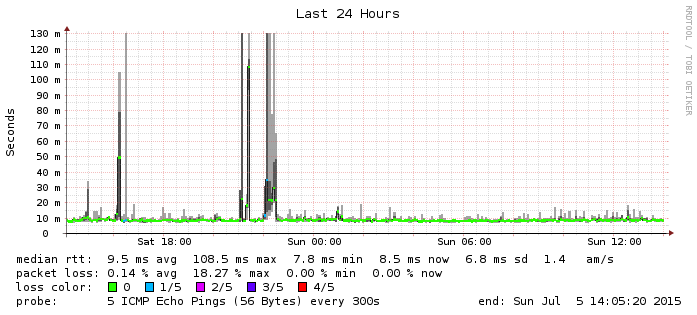 Last 24 Hours
RRDTOOL / TOBI OETIKER
Seconds
130 m
120 m
110 m
100 m
90 m
80 m
70 m
60 m
50 m
40 m
30 m
20 m
10 m
0
Sat 18:00 Sun 00:00 Sun 06:00 Sun 12:00
median rtt: 9.5 ms avg 108.5 ms max 7.8 ms min 8.5 ms now 6.8 ms sd 1.4 am/s
packet loss: 0.14 % avg 18.27 % max 0.00 % min 0.00 % now
loss color: 0 1/5 2/5 3/5 4/5
probe: 5 ICMP Echo Pings (56 Bytes) every 300s end: Sun Jul 5 14:05:20 2015